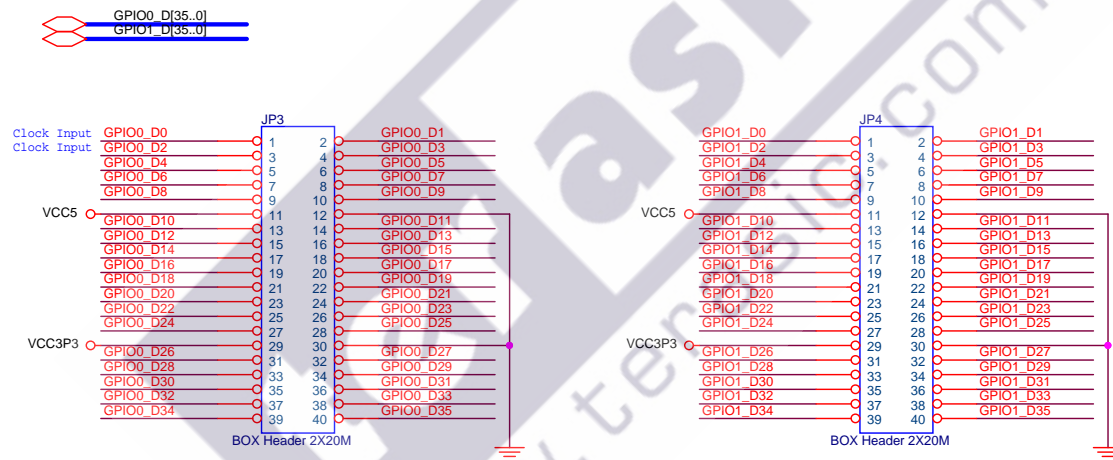 GPIO0_D[35..0]
GPIO1_D[35..0]
JP3
Clock Input GPIO0_D0 1 2 GPIO0_D1
Clock Input GPIO0_D2 3 4 GPIO0_D3
GPIO0_D4 5 6 GPIO0_D5
GPIO0_D6 7 8 GPIO0_D7
GPIO0_D8 9 10 GPIO0_D9
VCC5 11 12
GPIO0_D10 13 14 GPIO0_D11
GPIO0_D12 15 16 GPIO0_D13
GPIO0_D14 17 18 GPIO0_D15
GPIO0_D16 19 20 GPIO0_D17
GPIO0_D18 21 22 GPIO0_D19
GPIO0_D20 23 24 GPIO0_D21
GPIO0_D22 25 26 GPIO0_D23
GPIO0_D24 27 28 GPIO0_D25
VCC3P3 29 30
GPIO0_D26 31 32 GPIO0_D27
GPIO0_D28 33 34 GPIO0_D29
GPIO0_D30 35 36 GPIO0_D31
GPIO0_D32 37 38 GPIO0_D33
GPIO0_D34 39 40 GPIO0_D35
BOX Header 2X20M
JP4
GPIO1_D0 1 2 GPIO1_D1
GPIO1_D2 3 4 GPIO1_D3
GPIO1_D4 5 6 GPIO1_D5
GPIO1_D6 7 8 GPIO1_D7
GPIO1_D8 9 10 GPIO1_D9
VCC5 11 12
GPIO1_D10 13 14 GPIO1_D11
GPIO1_D12 15 16 GPIO1_D13
GPIO1_D14 17 18 GPIO1_D15
GPIO1_D16 19 20 GPIO1_D17
GPIO1_D18 21 22 GPIO1_D19
GPIO1_D20 23 24 GPIO1_D21
GPIO1_D22 25 26 GPIO1_D23
GPIO1_D24 27 28 GPIO1_D25
VCC3P3 29 30
GPIO1_D26 31 32 GPIO1_D27
GPIO1_D28 33 34 GPIO1_D29
GPIO1_D30 35 36 GPIO1_D31
GPIO1_D32 37 38 GPIO1_D33
GPIO1_D34 39 40 GPIO1_D35
BOX Header 2X20M
terasic.com